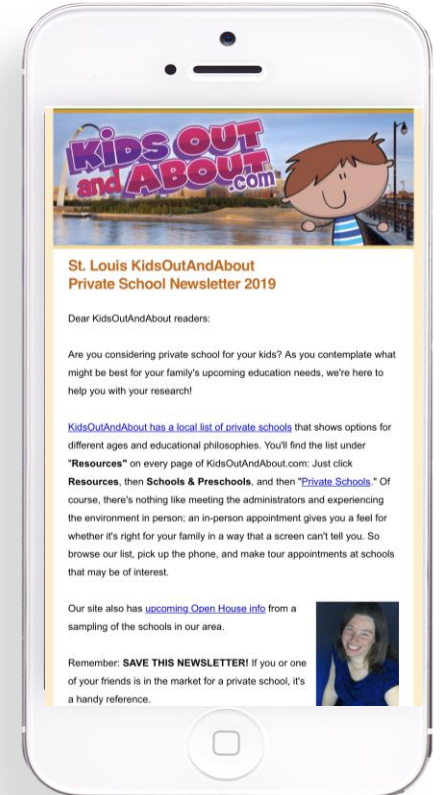 KiDS OUT
and ABOUT
.com
St. Louis KidsOutAndAbout
Private School Newsletter 2019
Dear KidsOutAndAbout readers:
Are you considering private school for your kids? As you contemplate what
might be best for your family's upcoming education needs, we're here to
help you with your research!
KidsOutAndAbout has a local list of private schools that shows options for
different ages and educational philosophies. You'll find the list under
"Resources" on every page of KidsOutAndAbout.com: Just click
Resources, then Schools & Preschools, and then "Private Schools." Of
course, there's nothing like meeting the administrators and experiencing
the environment in person; an in-person appointment gives you a feel for
whether it's right for your family in a way that a screen can't tell you. So
browse our list, pick up the phone, and make tour appointments at schools
that may be of interest.
Our site also has upcoming Open House info from a
sampling of the schools in our area.
Remember: SAVE THIS NEWSLETTER! If you or one
of your friends is in the market for a private school, it's
a handy reference.